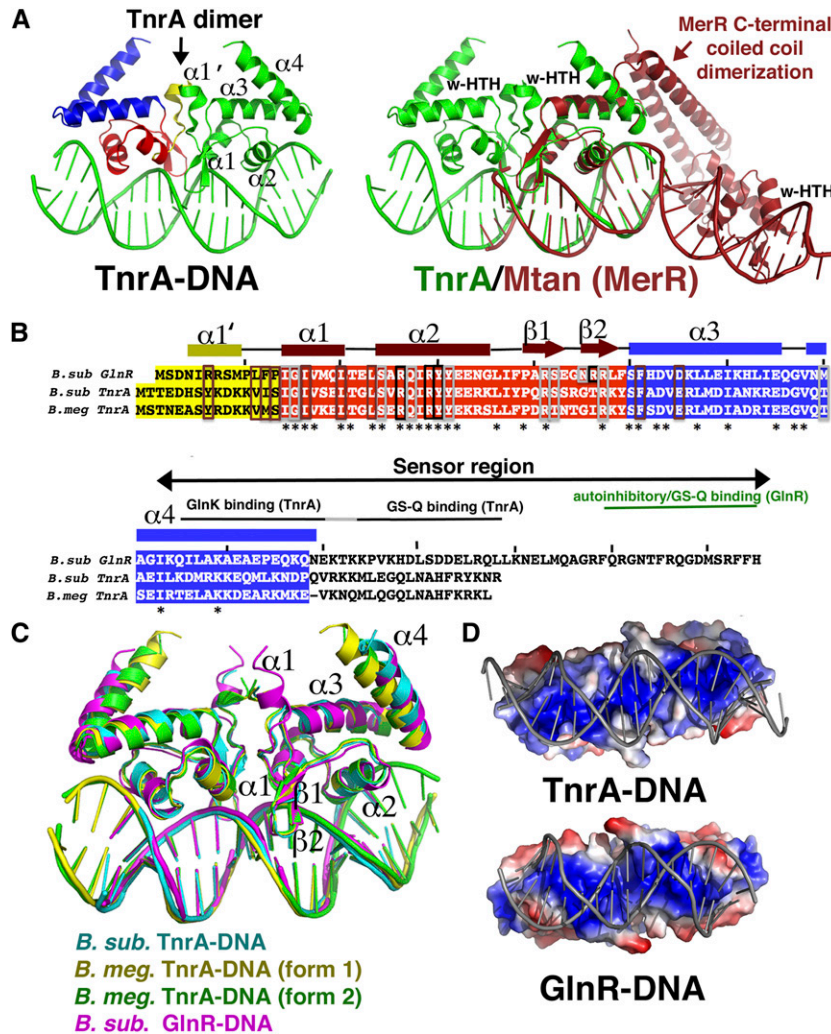 A
TnrA dimer
α1′
α3
α4
α1
α2
TnrA-DNA
MerR C-terminal
coiled coil
dimerization
w-HTH
w-HTH
w-HTH
TnrA/Mtan (MerR)
B
α1′ α1 α2 β1 β2 α3
B.sub GlnR MSDNIRRSMPLFPIGIVMQLTELSARQIRYYEENGLIFPARSEGNRRLFSFHDVDKLLEIKHLIEQGVNM
B.sub TnrA MTTEDHSYKDKKVISIGIVSELTGLSVRQIRYYEERKLIYPQRSSRGTRKYSFADVERLMDIANKREDGVQI
B.meg TnrA MSTNEASYKDKKVMSIGIVSELTGLSERQIRYYEERSLLFPDRTNTGIRKYSFSDVERLMDIADRIEEGVQI
**** ** ** ******* * * * ** * * * **
Sensor region
GlnK binding (TnrA) GS-Q binding (TnrA) autoinhibitory/GS-Q binding (GlnR)
α4
B.sub GlnR AGIKQILAKAEAEPEQKQNEKTKKPVKHDLSDDELRQLLKNELMQAGRFQRGNTFRQGDMSRFFH
B.sub TnrA AEILKDMRKKEQMLKNDPQVRKKMLEGQLNAHFRYKNR
B.meg TnrA SEIRTELAKKDEARKMKE-VKNQMLQGQLNAHFKRKL
* *
C
α1
α4
α3
α1
β1
α2
β2
B. sub. TnrA-DNA
B. meg. TnrA-DNA (form 1)
B. meg. TnrA-DNA (form 2)
B. sub. GlnR-DNA
D
TnrA-DNA
GlnR-DNA